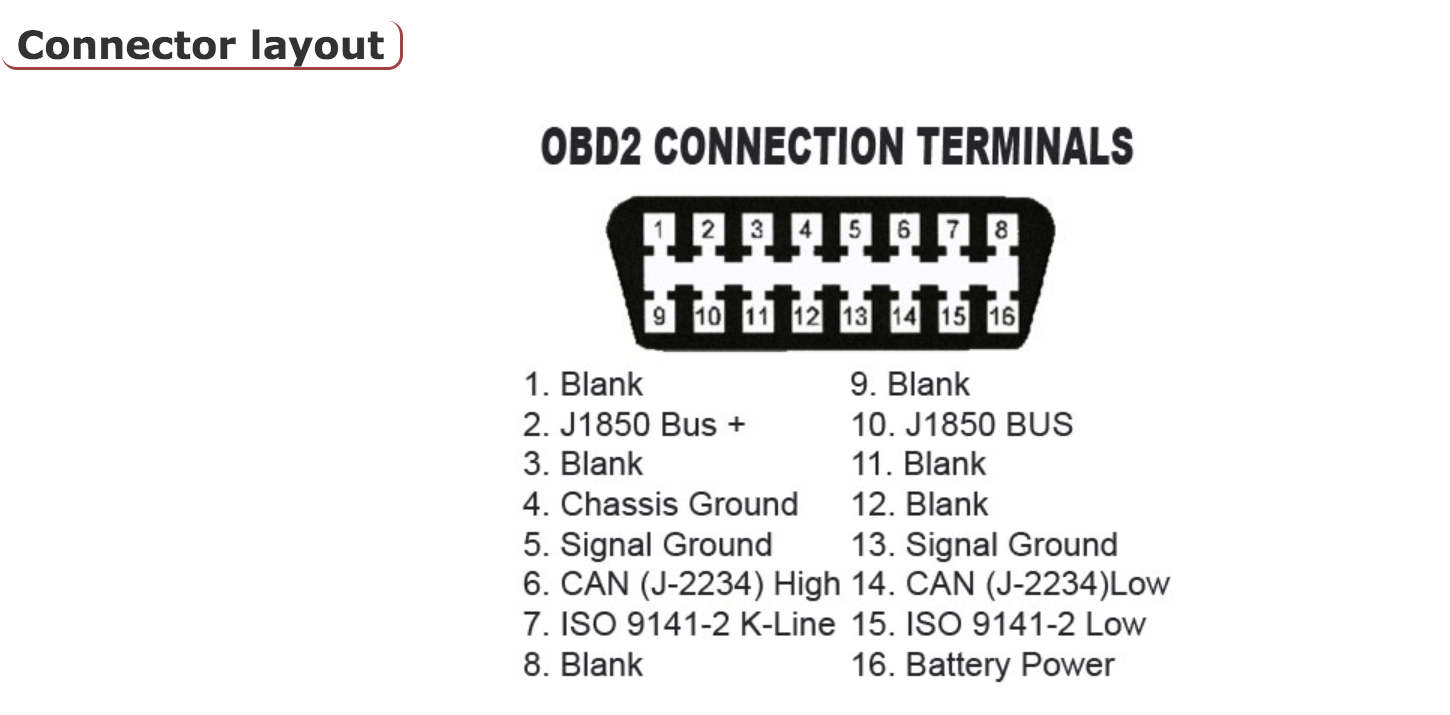 Connector layout
OBD2 CONNECTION TERMINALS
1 2 3 4 5 6 7 8
9 10 11 12 13 14 15 16
1. Blank
2. J1850 Bus +
3. Blank
4. Chassis Ground
5. Signal Ground
6. CAN (J-2234) High
7. ISO 9141-2 K-Line
8. Blank
9. Blank
10. J1850 BUS
11. Blank
12. Blank
13. Signal Ground
14. CAN (J-2234)Low
15. ISO 9141-2 Low
16. Battery Power